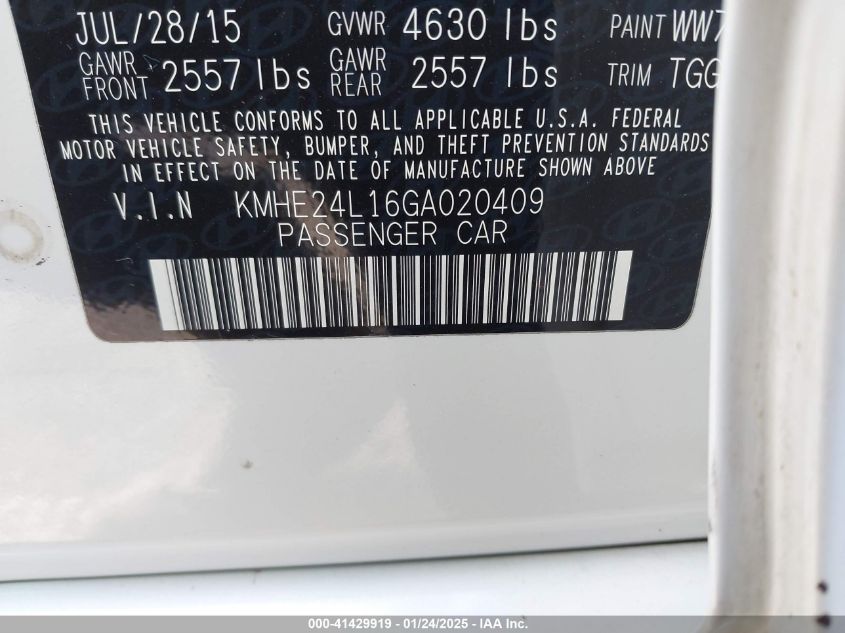 JUL/28/15 GVWR 4630 lbs PAINT WW7
GAWR FRONT 2557 lbs GAWR REAR 2557 lbs TRIM TGG
THIS VEHICLE CONFORMS TO ALL APPLICABLE U.S.A. FEDERAL
MOTOR VEHICLE SAFETY, BUMPER, AND THEFT PREVENTION STANDARDS
IN EFFECT ON THE DATE OF MANUFACTURE SHOWN ABOVE
V.I.N KMHE24L16GA020409
PASSENGER CAR
000-41429919 - 01/24/2025 - IAA Inc.